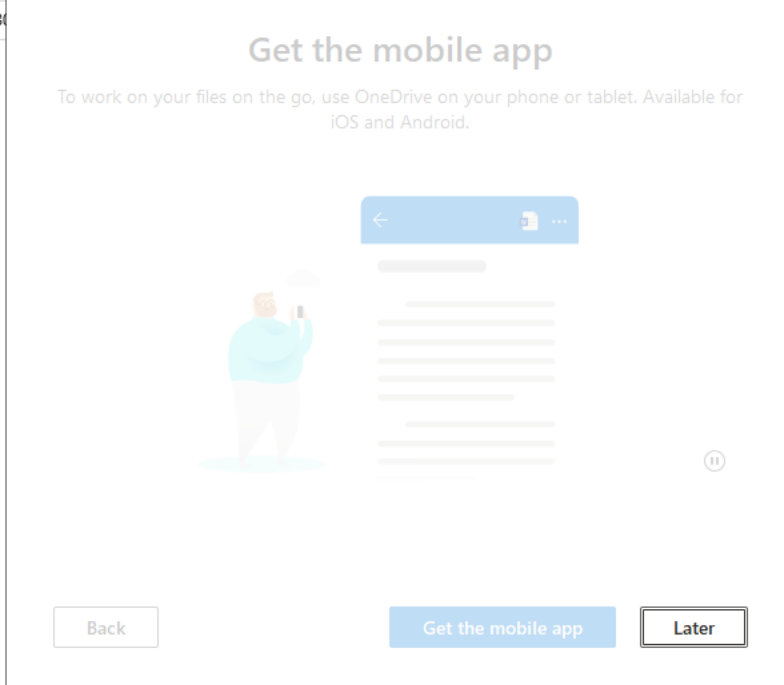 Get the mobile app
To work on your files on the go, use OneDrive on your phone or tablet. Available for
iOS and Android.
Back
Get the mobile app
Later